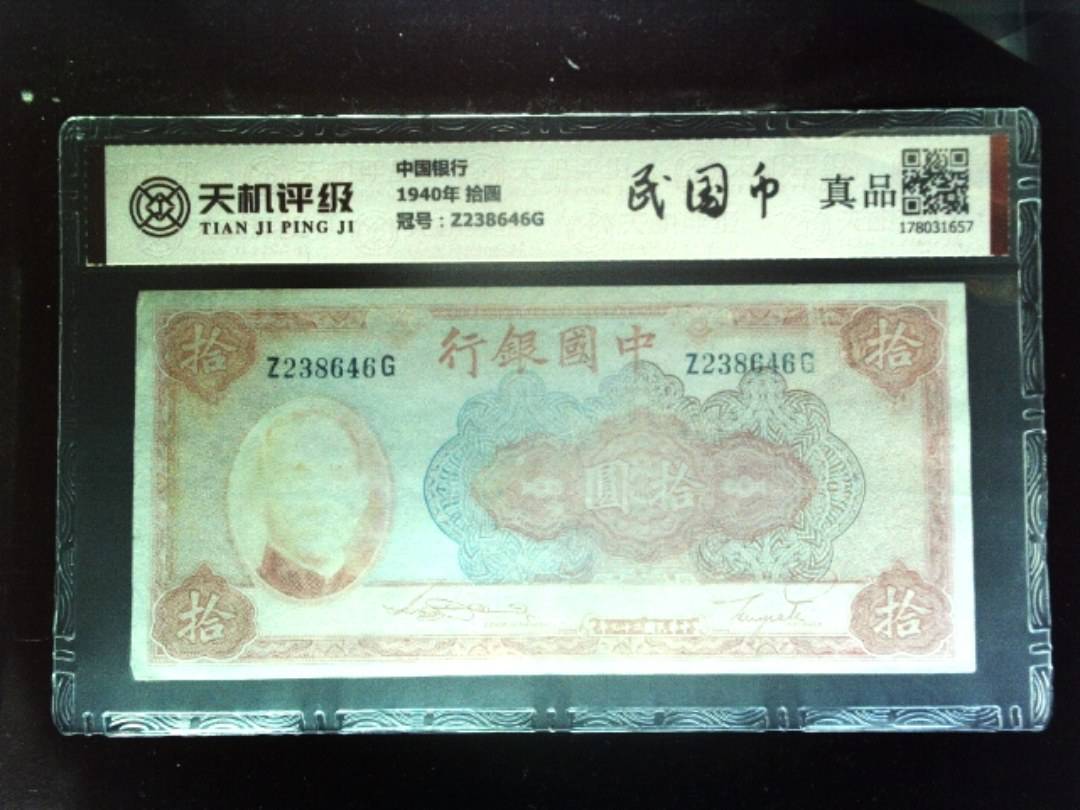 天机评级
TIAN JI PING JI
中国银行
1940年 拾圓
冠号：Z238646G
民国币
真品
178031657
行銀國中
拾
拾
Z238646G
Z238646G
圓拾
拾
拾